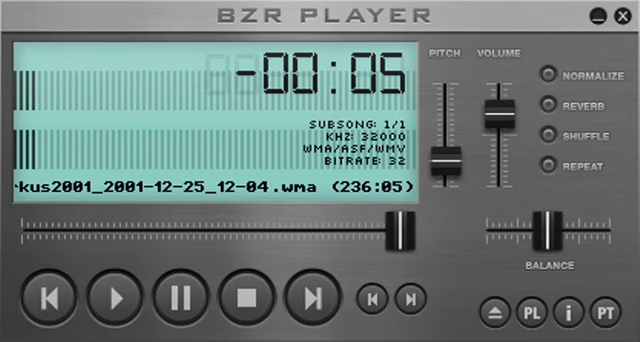 BZR PLAYER
-00:05
SUBSONG: 1/1
KHZ: 32000
WMA/ASF/WMV
BITRATE: 32
kus2001_2001-12-25_12-04.wma (236:05)
PITCH
VOLUME
NORMALIZE
REVERB
SHUFFLE
REPEAT
BALANCE
PL
i
PT